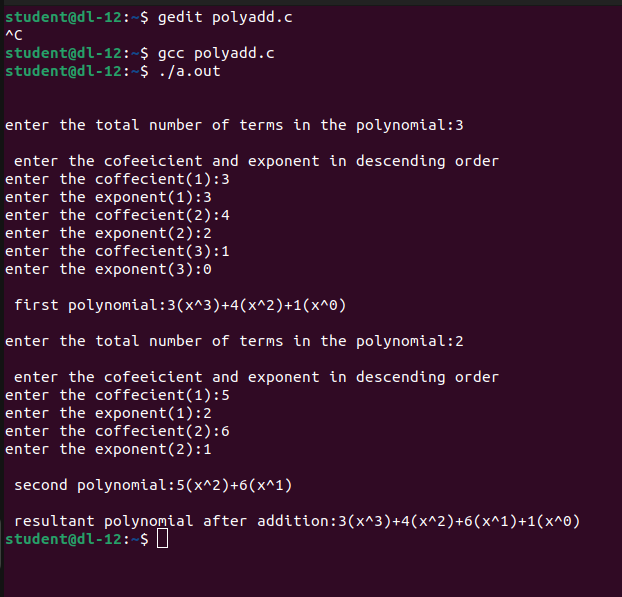 student@dl-12:~$ gedit polyadd.c
^C
student@dl-12:~$ gcc polyadd.c
student@dl-12:~$ ./a.out
enter the total number of terms in the polynomial:3
enter the cofeeicient and exponent in descending order
enter the coffecient(1):3
enter the exponent(1):3
enter the coffecient(2):4
enter the exponent(2):2
enter the coffecient(3):1
enter the exponent(3):0
first polynomial:3(x^3)+4(x^2)+1(x^0)
enter the total number of terms in the polynomial:2
enter the cofeeicient and exponent in descending order
enter the coffecient(1):5
enter the exponent(1):2
enter the coffecient(2):6
enter the exponent(2):1
second polynomial:5(x^2)+6(x^1)
resultant polynomial after addition:3(x^3)+4(x^2)+6(x^1)+1(x^0)
student@dl-12:~$